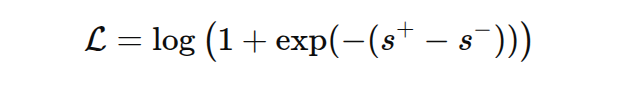 ℒ = log (1 + exp(−(s⁺ − s⁻)))